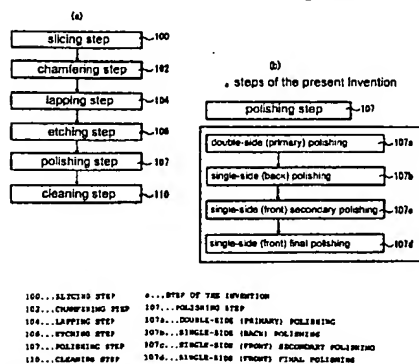 (a)
slicing step 100
chamfering step 102
lapping step 104
etching step 106
polishing step 107
cleaning step 110
(b)
a steps of the present invention
polishing step 107
double-side (primary) polishing 107a
single-side (back) polishing 107b
single-side (front) secondary polishing 107c
single-side (front) final polishing 107d
100...SLICING STEP
102...CHAMFERING STEP
104...LAPPING STEP
106...ETCHING STEP
107...POLISHING STEP
110...CLEANING STEP
a...STEP OF THE INVENTION
107...POLISHING STEP
107a...DOUBLE-SIDE (PRIMARY) POLISHING
107b...SINGLE-SIDE (BACK) POLISHING
107c...SINGLE-SIDE (FRONT) SECONDARY POLISHING
107d...SINGLE-SIDE (FRONT) FINAL POLISHING